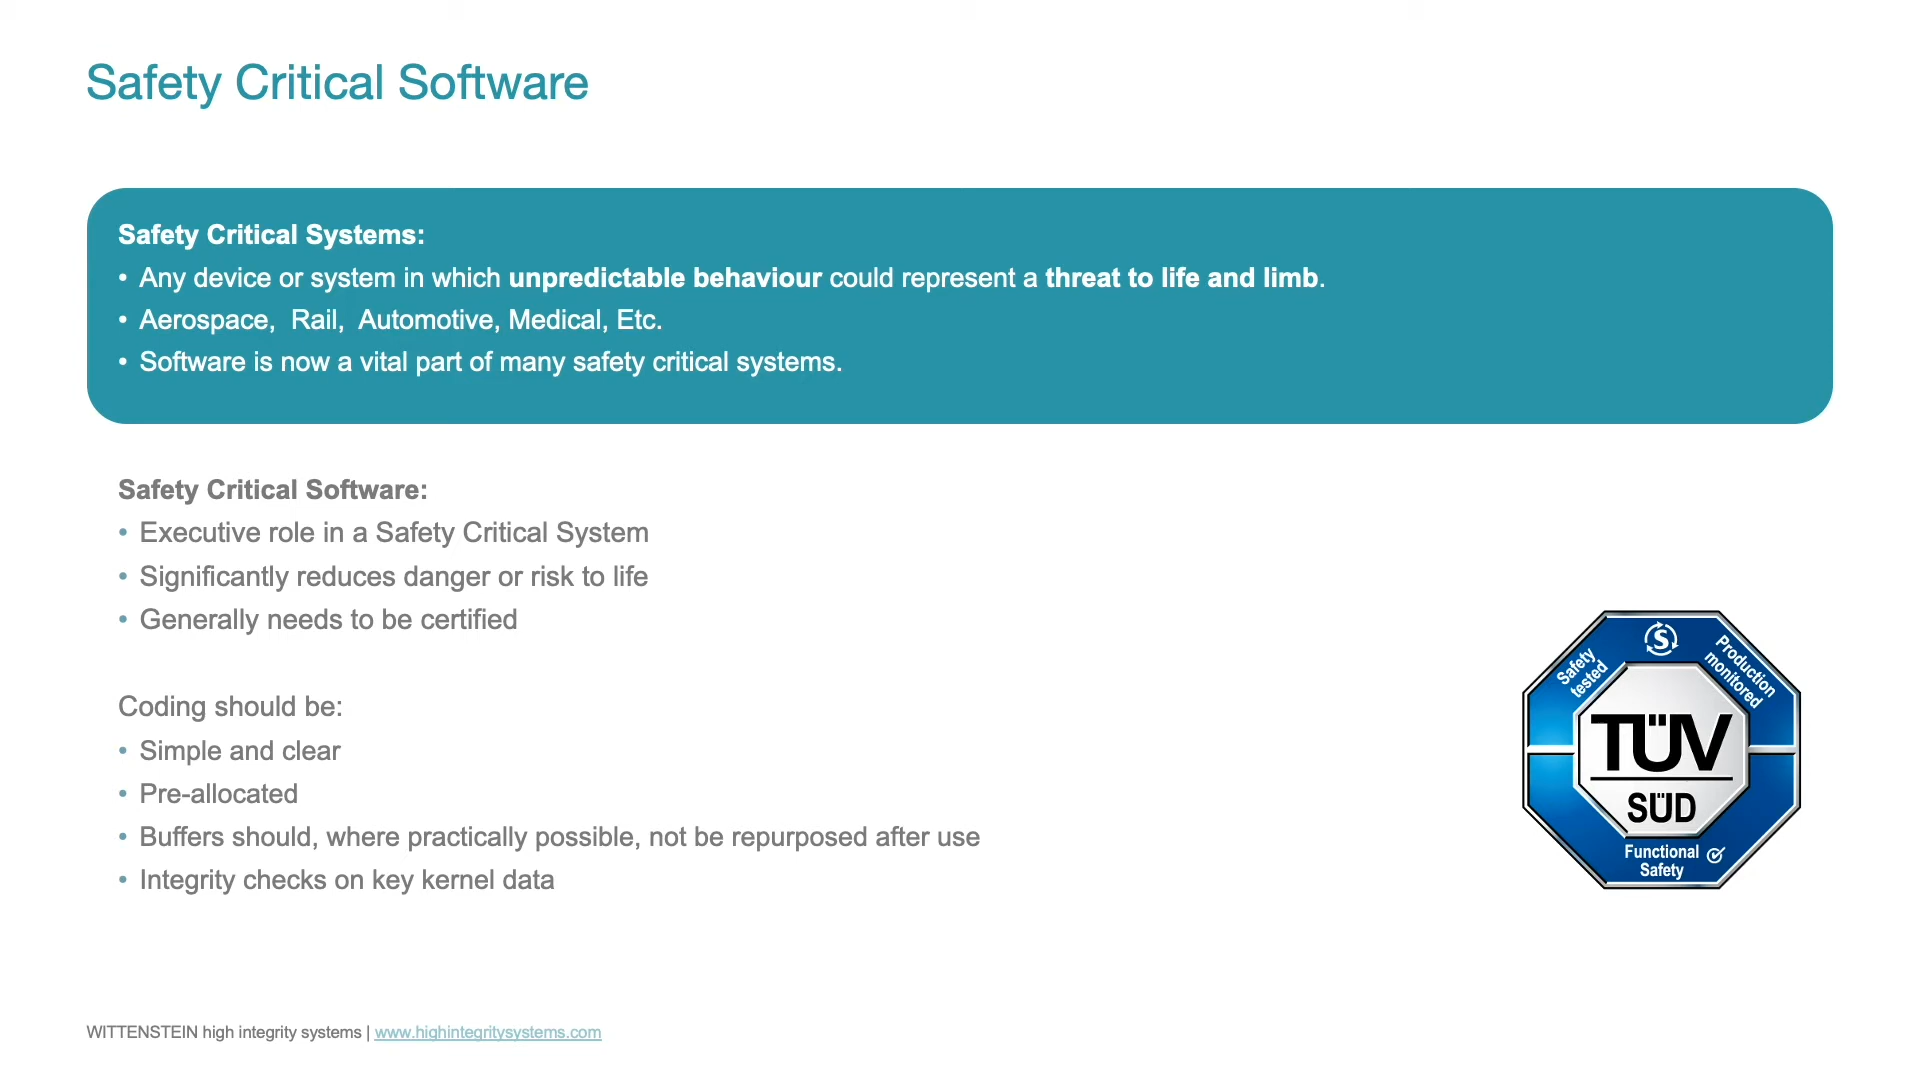 Safety Critical Software
Safety Critical Systems:
• Any device or system in which unpredictable behaviour could represent a threat to life and limb.
• Aerospace,  Rail,  Automotive, Medical, Etc.
• Software is now a vital part of many safety critical systems.
Safety Critical Software:
• Executive role in a Safety Critical System
• Significantly reduces danger or risk to life
• Generally needs to be certified
Coding should be:
• Simple and clear
• Pre-allocated
• Buffers should, where practically possible, not be repurposed after use
• Integrity checks on key kernel data
S
Safety
tested
Production
monitored
TÜV
SÜD
Functional
Safety
WITTENSTEIN high integrity systems | www.highintegritysystems.com